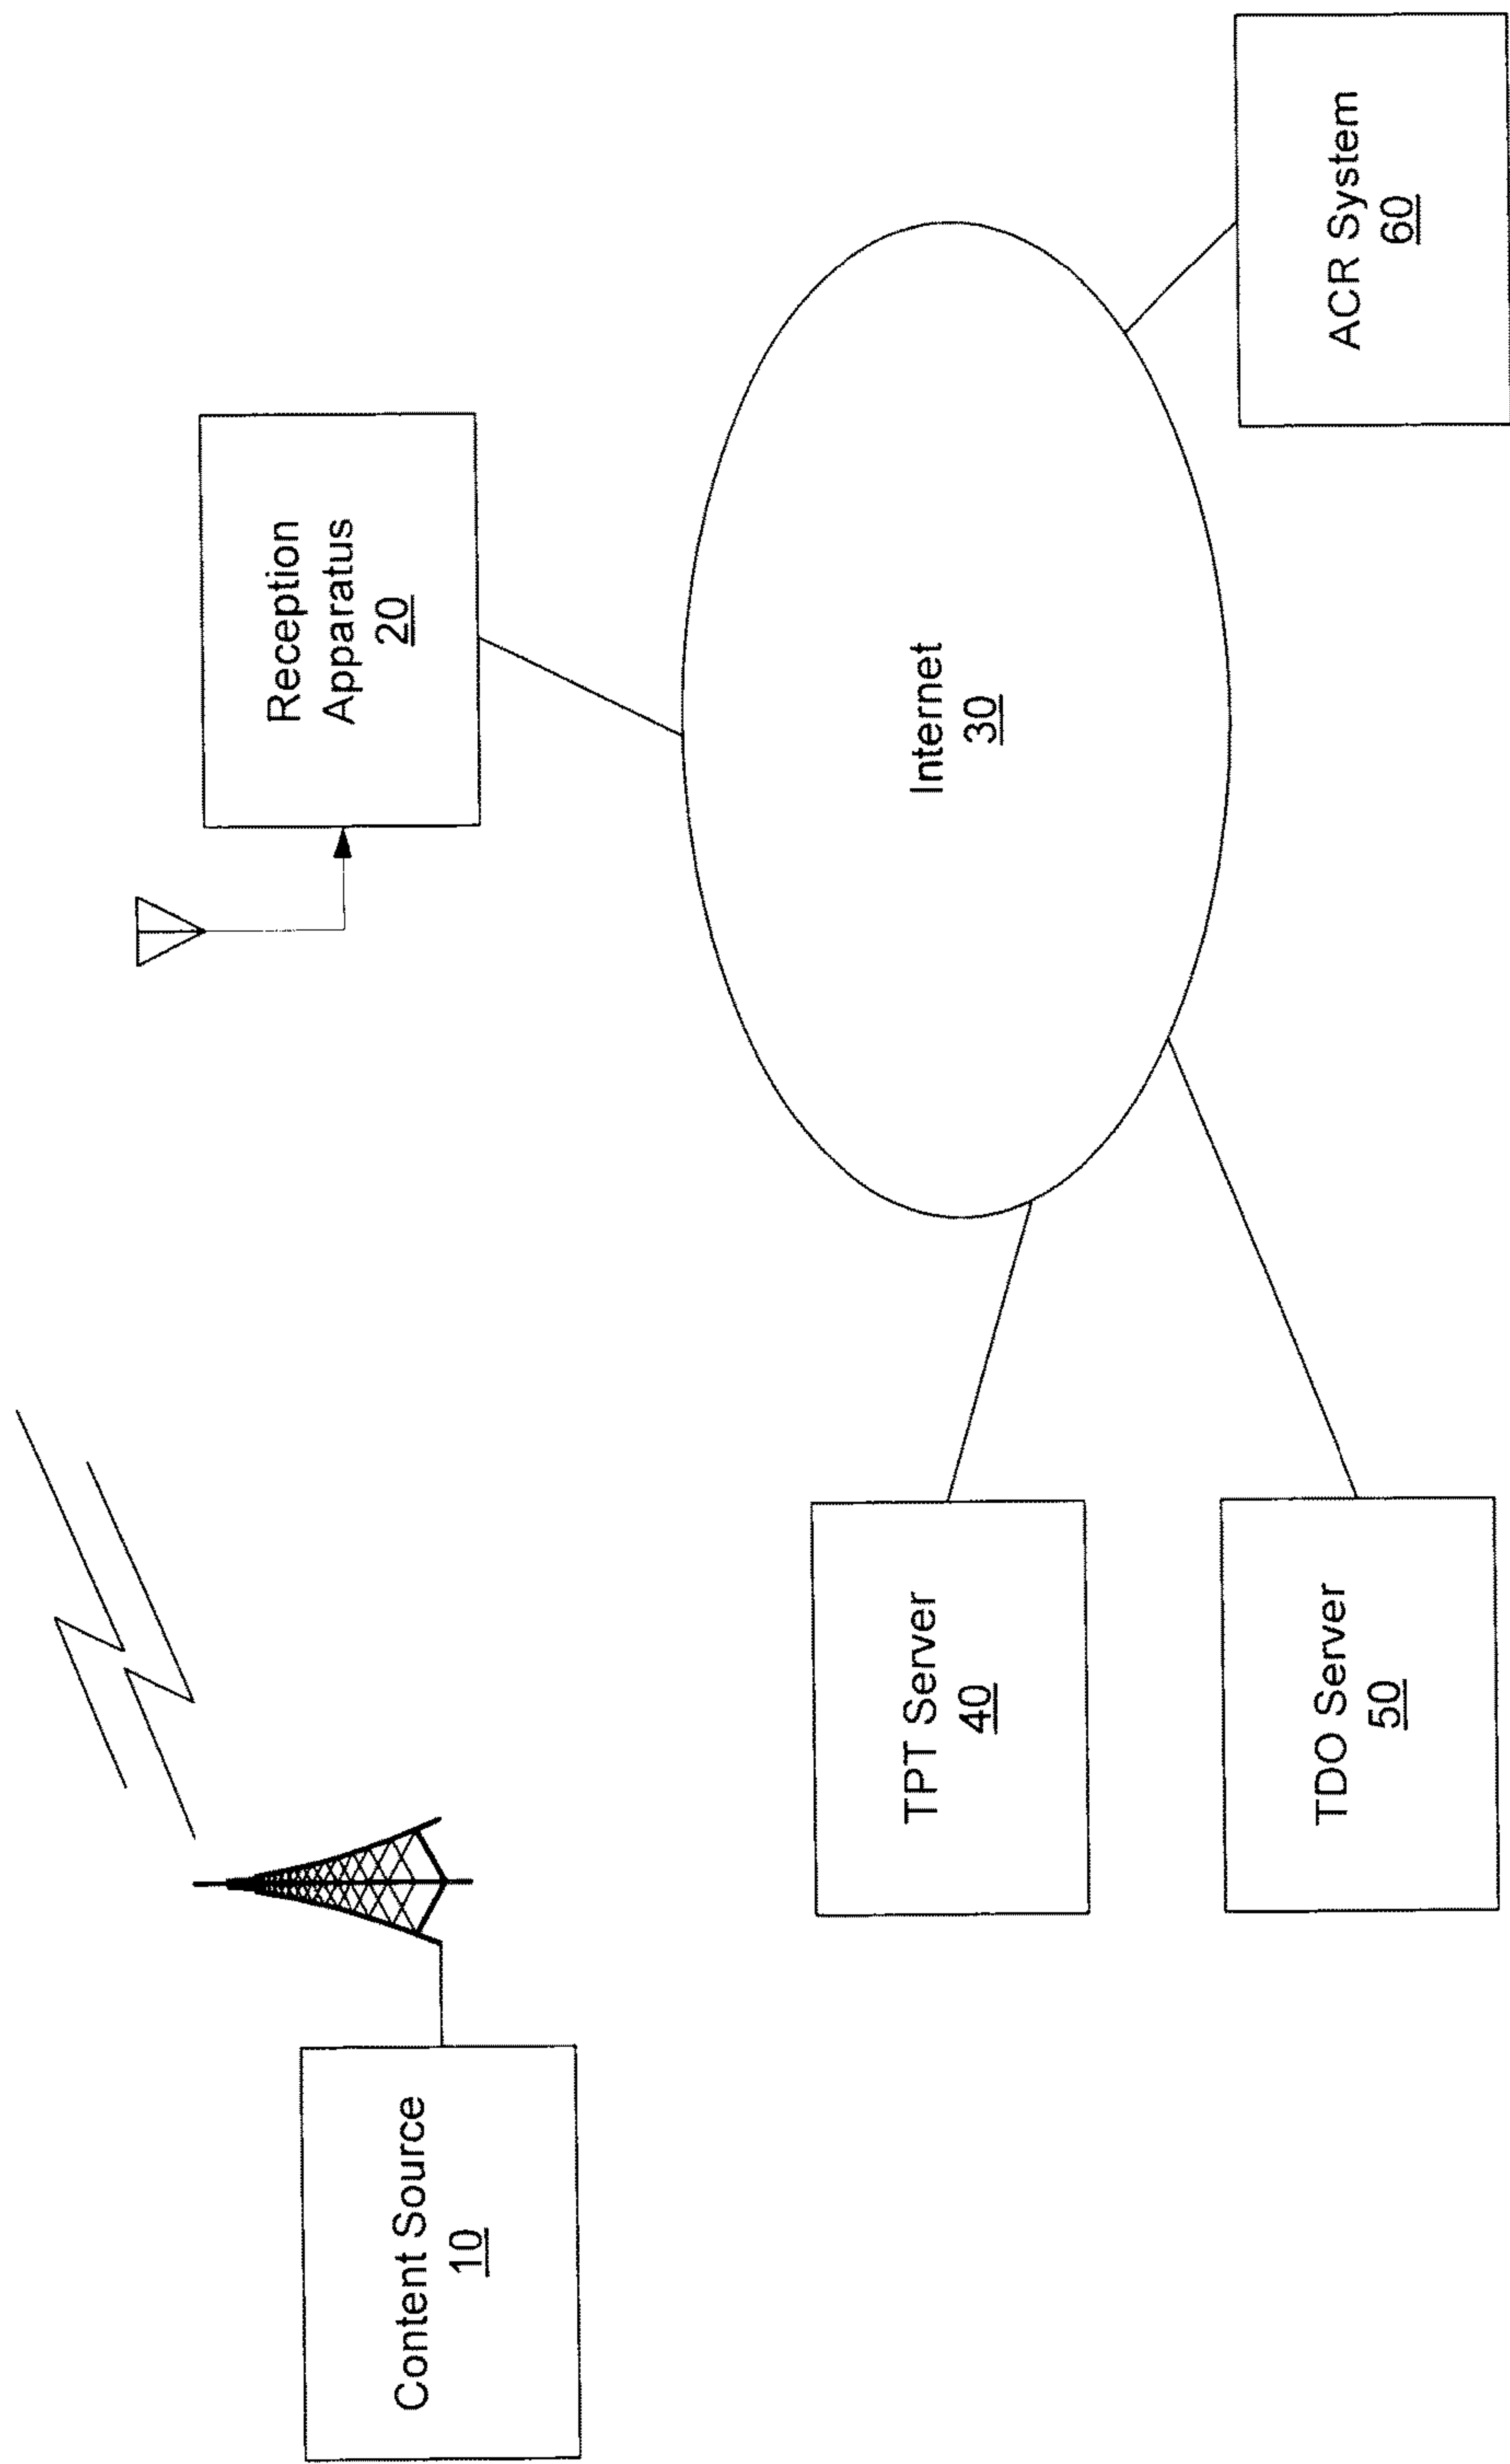 Content Source
10
Reception
Apparatus
20
TPT Server
40
Internet
30
TDO Server
50
ACR System
60